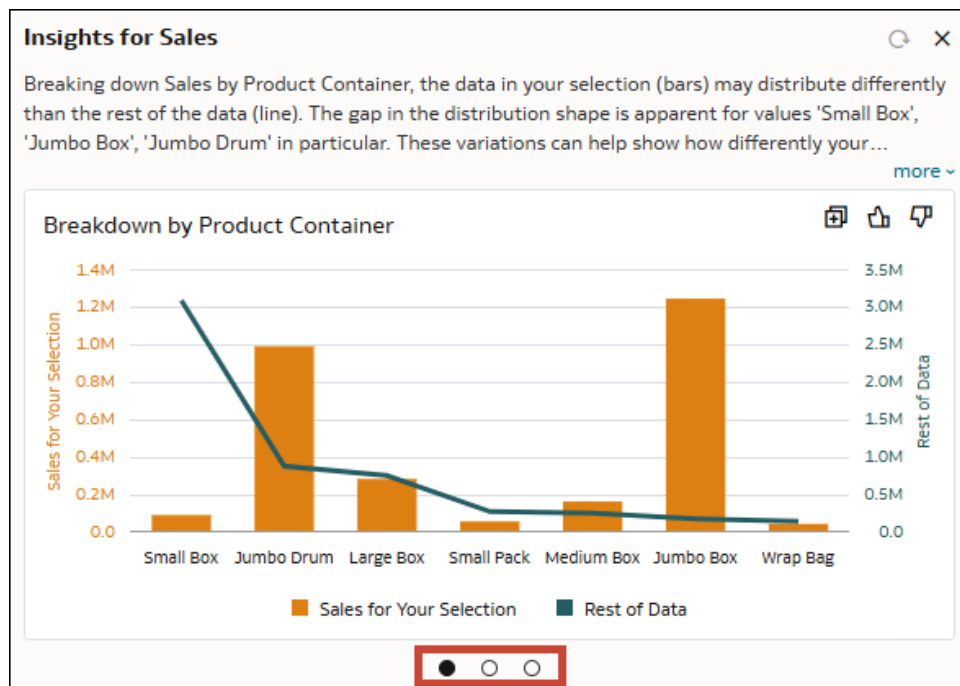 Insights for Sales
Breaking down Sales by Product Container, the data in your selection (bars) may distribute differently
than the rest of the data (line). The gap in the distribution shape is apparent for values 'Small Box',
'Jumbo Box', 'Jumbo Drum' in particular. These variations can help show how differently your...
more
Breakdown by Product Container
Sales for Your Selection
1.4M
1.2M
1.0M
0.8M
0.6M
0.4M
0.2M
0.0
3.5M
3.0M
2.5M
2.0M
1.5M
1.0M
0.5M
0.0
Rest of Data
Small Box Jumbo Drum Large Box Small Pack Medium Box Jumbo Box Wrap Bag
Sales for Your Selection Rest of Data